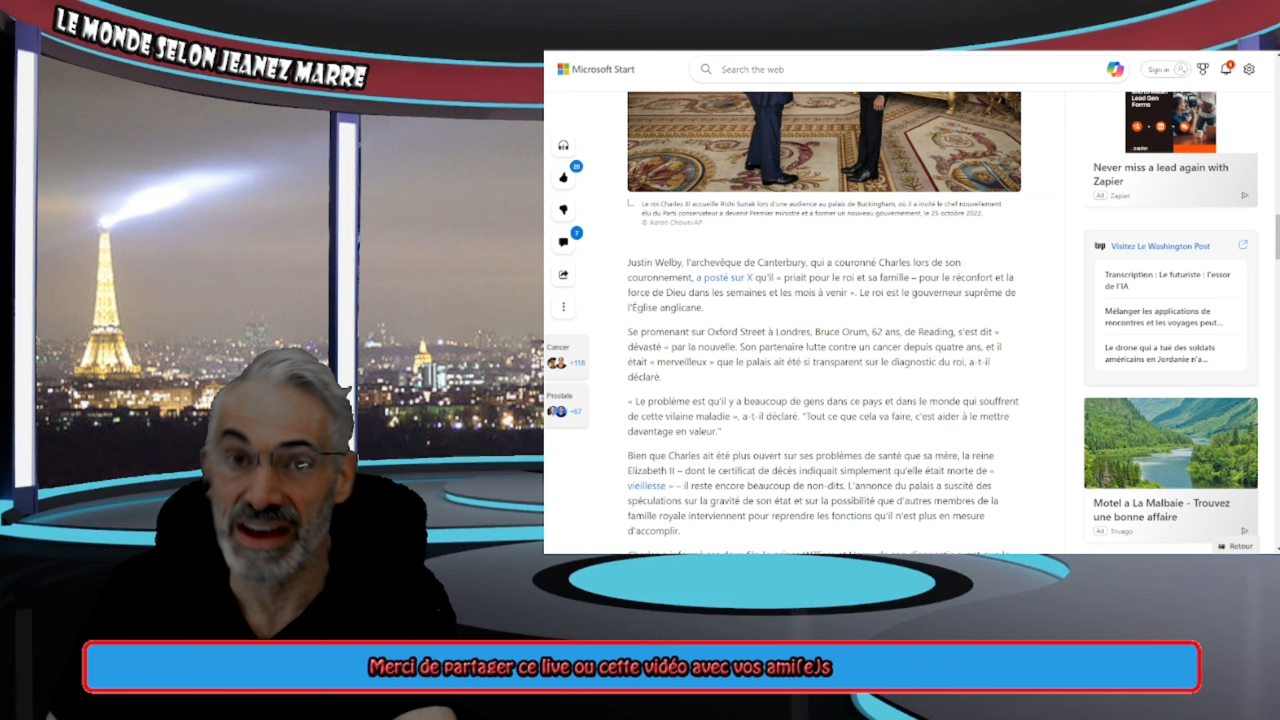 LE MONDE SELON JEANEZ MARRE
Microsoft Start
Search the web
Sign in
20
7
Cancer
+118
Prostate
+67
Le roi Charles III accueille Rishi Sunak lors d'une audience au palais de Buckingham, où il a invité le chef nouvellement
élu du Parti conservateur à devenir Premier ministre et à former un nouveau gouvernement, le 25 octobre 2022.
© Aaron Chown/AP
Justin Welby, l'archevêque de Canterbury, qui a couronné Charles lors de son
couronnement, a posté sur X qu'il « priait pour le roi et sa famille – pour le réconfort et la
force de Dieu dans les semaines et les mois à venir ». Le roi est le gouverneur suprême de
l'Église anglicane.
Se promenant sur Oxford Street à Londres, Bruce Orum, 62 ans, de Reading, s'est dit «
dévasté » par la nouvelle. Son partenaire lutte contre un cancer depuis quatre ans, et il
était « merveilleux » que le palais ait été si transparent sur le diagnostic du roi, a-t-il
déclaré.
« Le problème est qu'il y a beaucoup de gens dans ce pays et dans le monde qui souffrent
de cette vilaine maladie », a-t-il déclaré. "Tout ce que cela va faire, c'est aider à le mettre
davantage en valeur."
Bien que Charles ait été plus ouvert sur ses problèmes de santé que sa mère, la reine
Elizabeth II – dont le certificat de décès indiquait simplement qu'elle était morte de «
vieillesse » – il reste encore beaucoup de non-dits. L'annonce du palais a suscité des
spéculations sur la gravité de son état et sur la possibilité que d'autres membres de la
famille royale interviennent pour reprendre les fonctions qu'il n'est plus en mesure
d'accomplir.
Lead Gen
Forms
zapier
Never miss a lead again with
Zapier
Ad Zapier
wp Visitez Le Washington Post
Transcription : Le futuriste : l'essor
de l'IA
Mélanger les applications de
rencontres et les voyages peut...
Le drone qui a tué des soldats
américains en Jordanie n'a...
Motel a La Malbaie - Trouvez
une bonne affaire
Ad Trivago
Retour
Merci de partager ce live ou cette vidéo avec vos ami(e)s